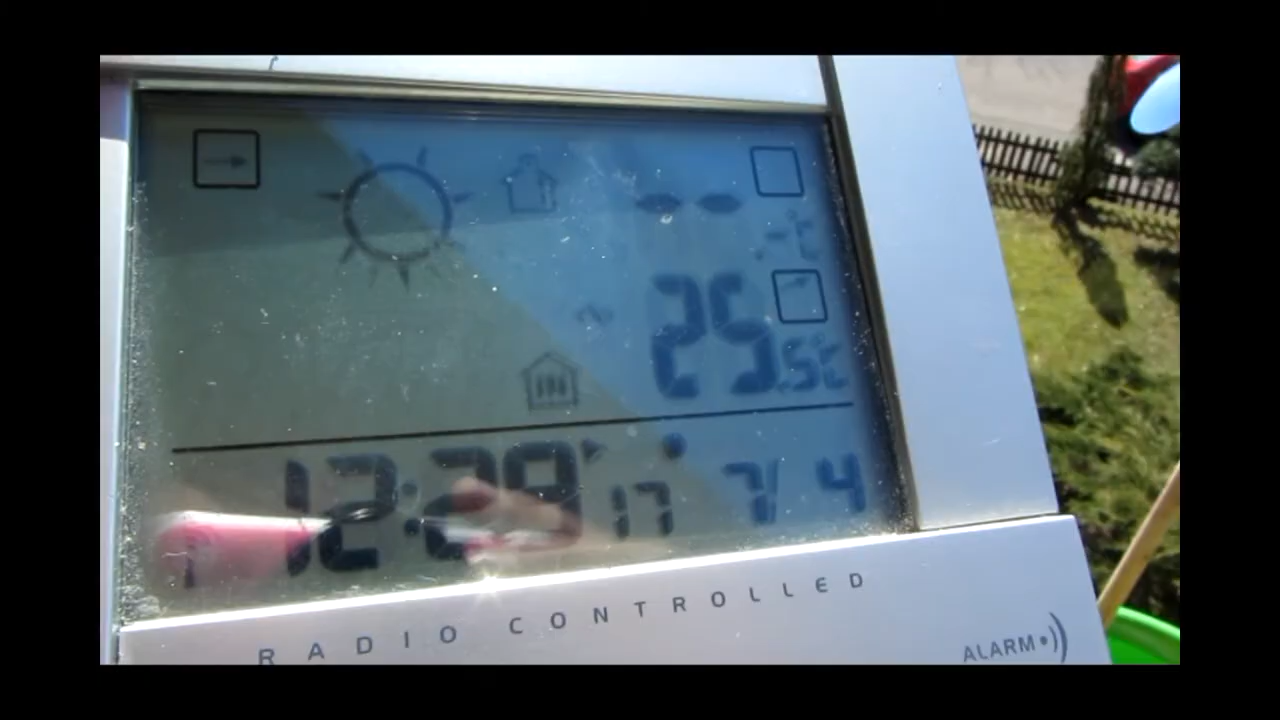 -- .-°C
25.5°C
12:29 17 7/ 4
RADIO CONTROLLED
ALARM